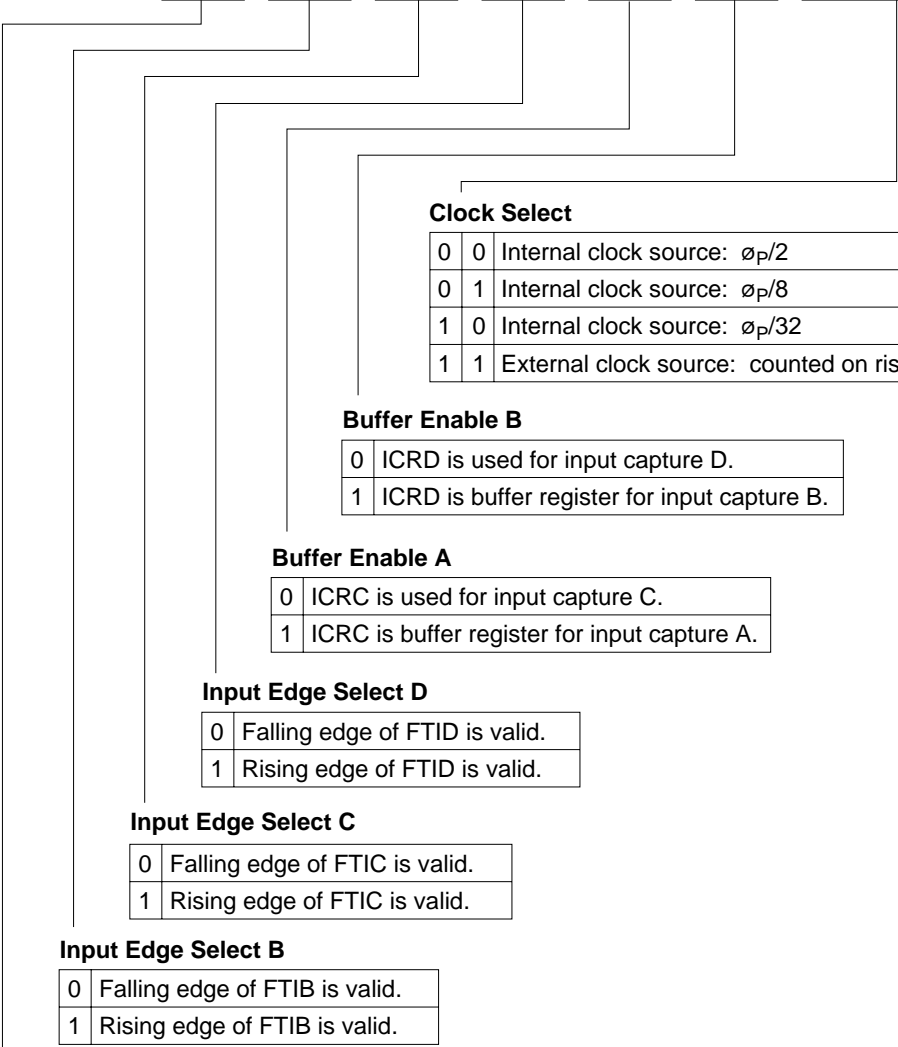 Clock Select
0 0 Internal clock source: øP/2
0 1 Internal clock source: øP/8
1 0 Internal clock source: øP/32
1 1 External clock source: counted on ris
Buffer Enable B
0 ICRD is used for input capture D.
1 ICRD is buffer register for input capture B.
Buffer Enable A
0 ICRC is used for input capture C.
1 ICRC is buffer register for input capture A.
Input Edge Select D
0 Falling edge of FTID is valid.
1 Rising edge of FTID is valid.
Input Edge Select C
0 Falling edge of FTIC is valid.
1 Rising edge of FTIC is valid.
Input Edge Select B
0 Falling edge of FTIB is valid.
1 Rising edge of FTIB is valid.